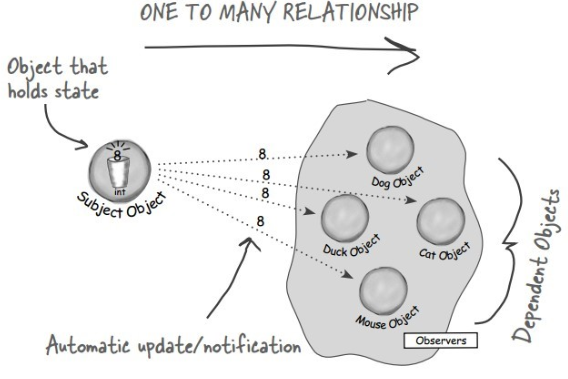 ONE TO MANY RELATIONSHIP
Object that
holds state
8
int
Subject Object
8
8
8
8
Dog Object
Duck Object
Cat Object
Mouse Object
Observers
Dependent Objects
Automatic update/notification